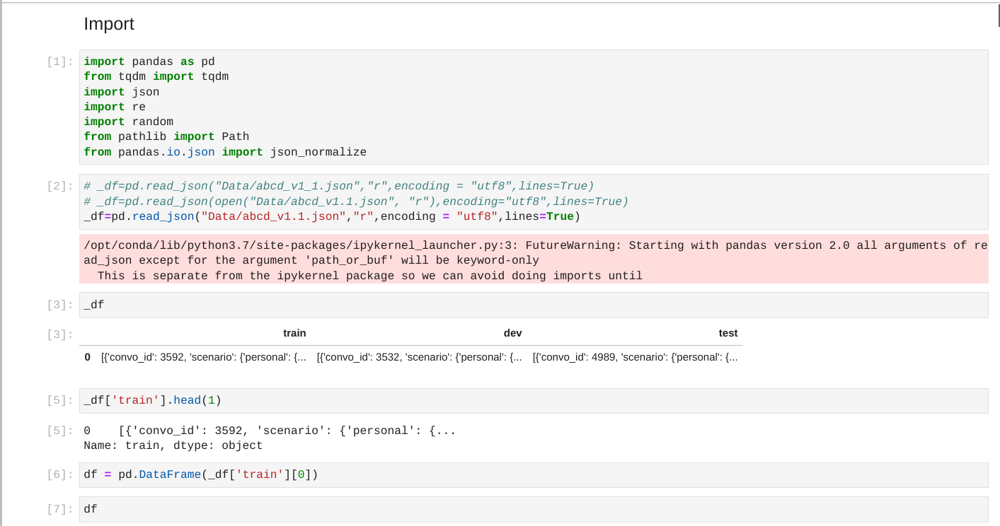 Import
[1]: import pandas as pd
from tqdm import tqdm
import json
import re
import random
from pathlib import Path
from pandas.io.json import json_normalize
[2]: # _df=pd.read_json("Data/abcd_v1_1.json","r",encoding = "utf8",lines=True)
# _df=pd.read_json(open("Data/abcd_v1.1.json", "r"),encoding="utf8",lines=True)
_df=pd.read_json("Data/abcd_v1.1.json","r",encoding = "utf8",lines=True)
/opt/conda/lib/python3.7/site-packages/ipykernel_launcher.py:3: FutureWarning: Starting with pandas version 2.0 all arguments of re
ad_json except for the argument 'path_or_buf' will be keyword-only
  This is separate from the ipykernel package so we can avoid doing imports until
[3]: _df
[3]: train dev test
0 [{'convo_id': 3592, 'scenario': {'personal': {... [{'convo_id': 3532, 'scenario': {'personal': {... [{'convo_id': 4989, 'scenario': {'personal': {...
[5]: _df['train'].head(1)
[5]: 0    [{'convo_id': 3592, 'scenario': {'personal': {...
Name: train, dtype: object
[6]: df = pd.DataFrame(_df['train'][0])
[7]: df